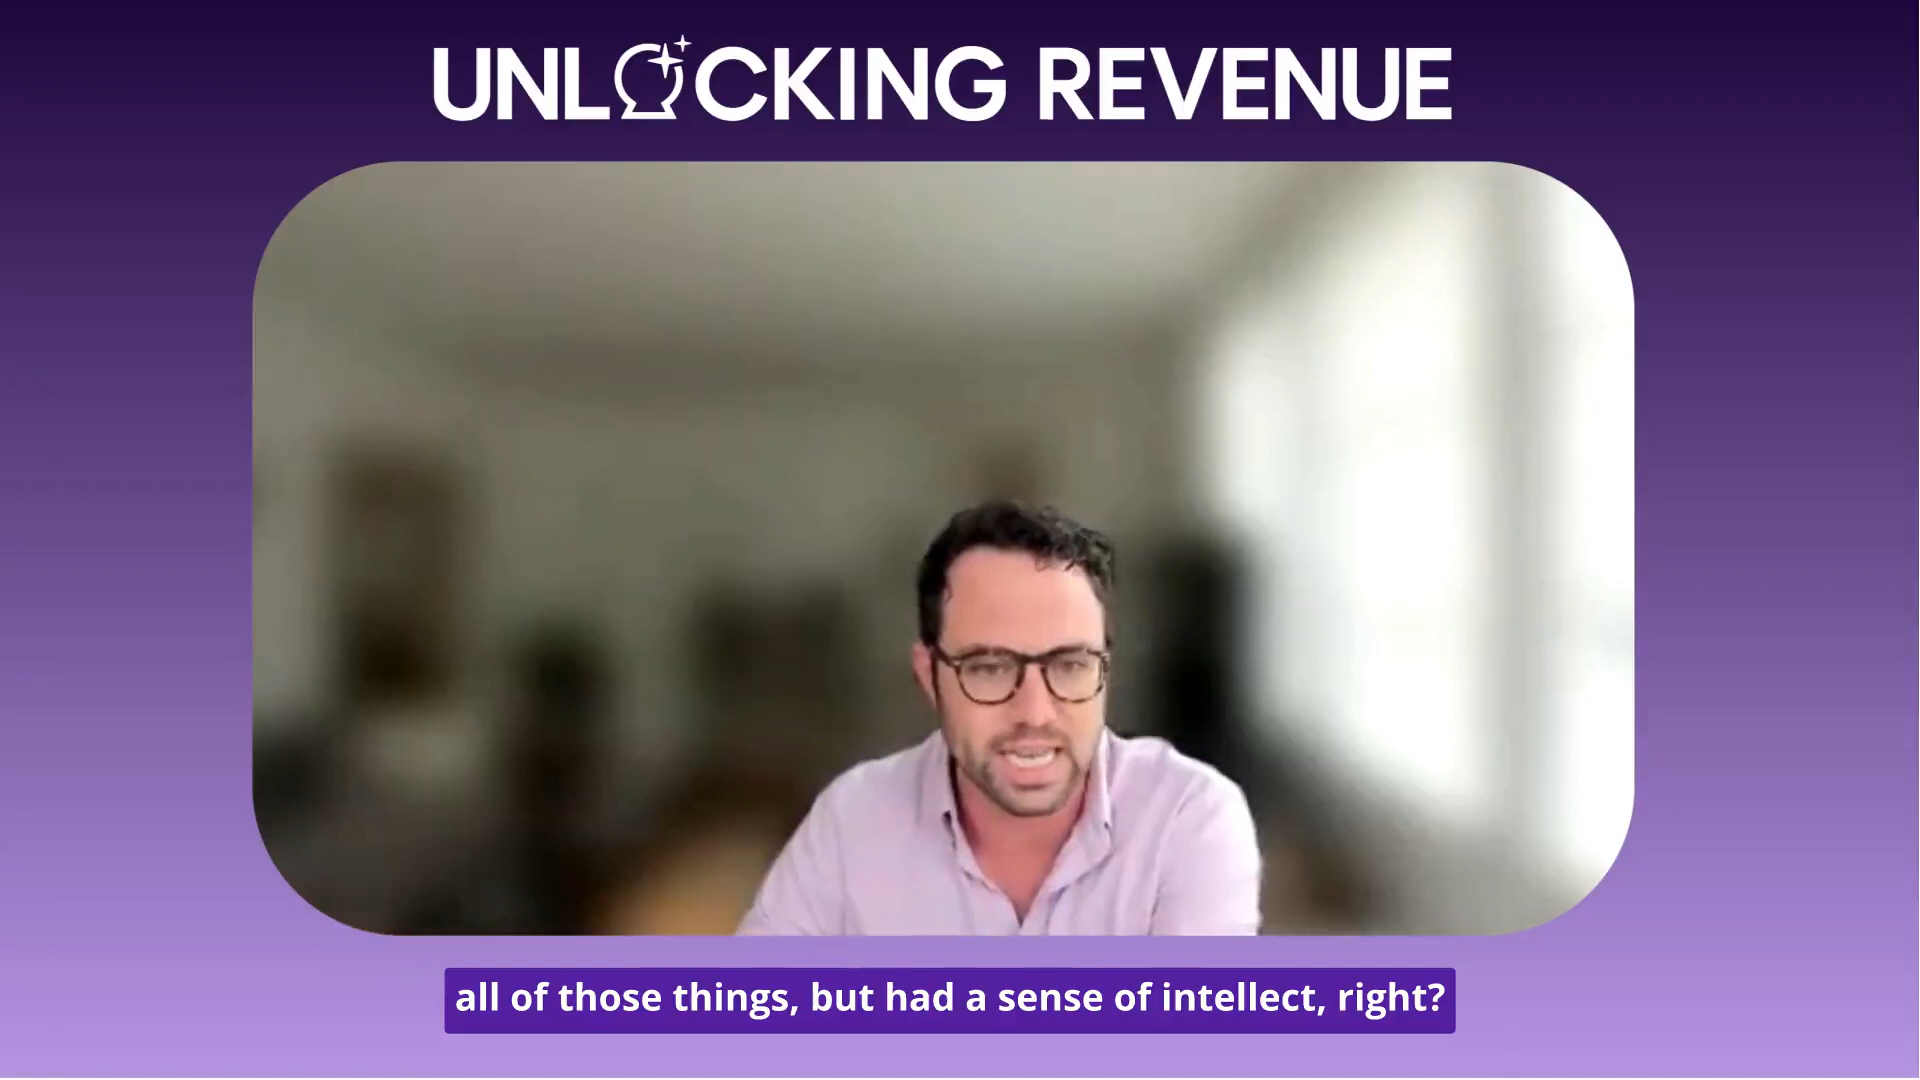 UNLOCKING REVENUE
all of those things, but had a sense of intellect, right?